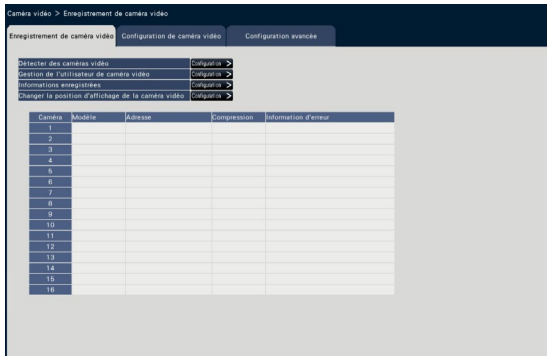 Caméra vidéo > Enregistrement de caméra vidéo
Enregistrement de caméra vidéo Configuration de caméra vidéo Configuration avancée
Détecter des caméras vidéo Configuration >
Gestion de l'utilisateur de caméra vidéo Configuration >
Informations enregistrées Configuration >
Changer la position d'affichage de la caméra vidéo Configuration >
Caméra Modèle Adresse Compression Information d'erreur
1
2
3
4
5
6
7
8
9
10
11
12
13
14
15
16